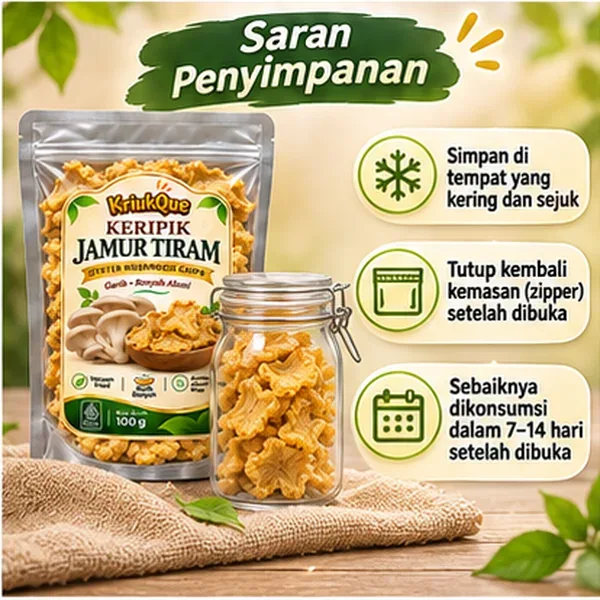 Saran
Penyimpanan
KriukQue
KERIPIK
JAMUR TIRAM
100 g
Simpan di
tempat yang
kering dan sejuk
Tutup kembali
kemasan (zipper)
setelah dibuka
Sebaiknya
dikonsumsi
dalam 7–14 hari
setelah dibuka